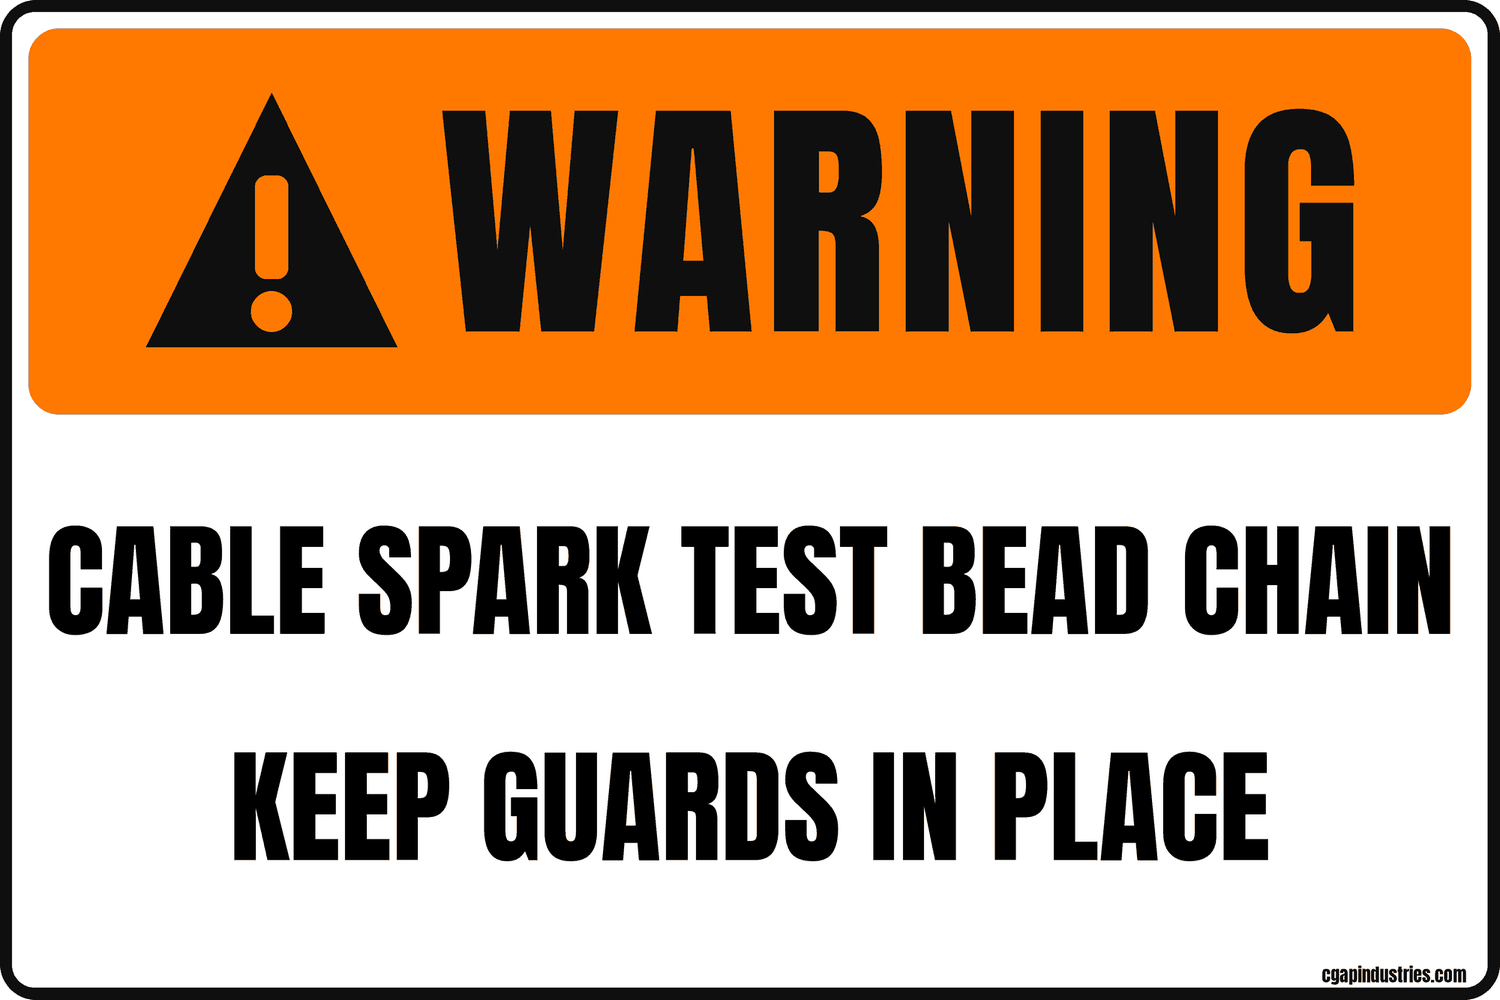 WARNING
CABLE SPARK TEST BEAD CHAIN
KEEP GUARDS IN PLACE
cgapindustries.com